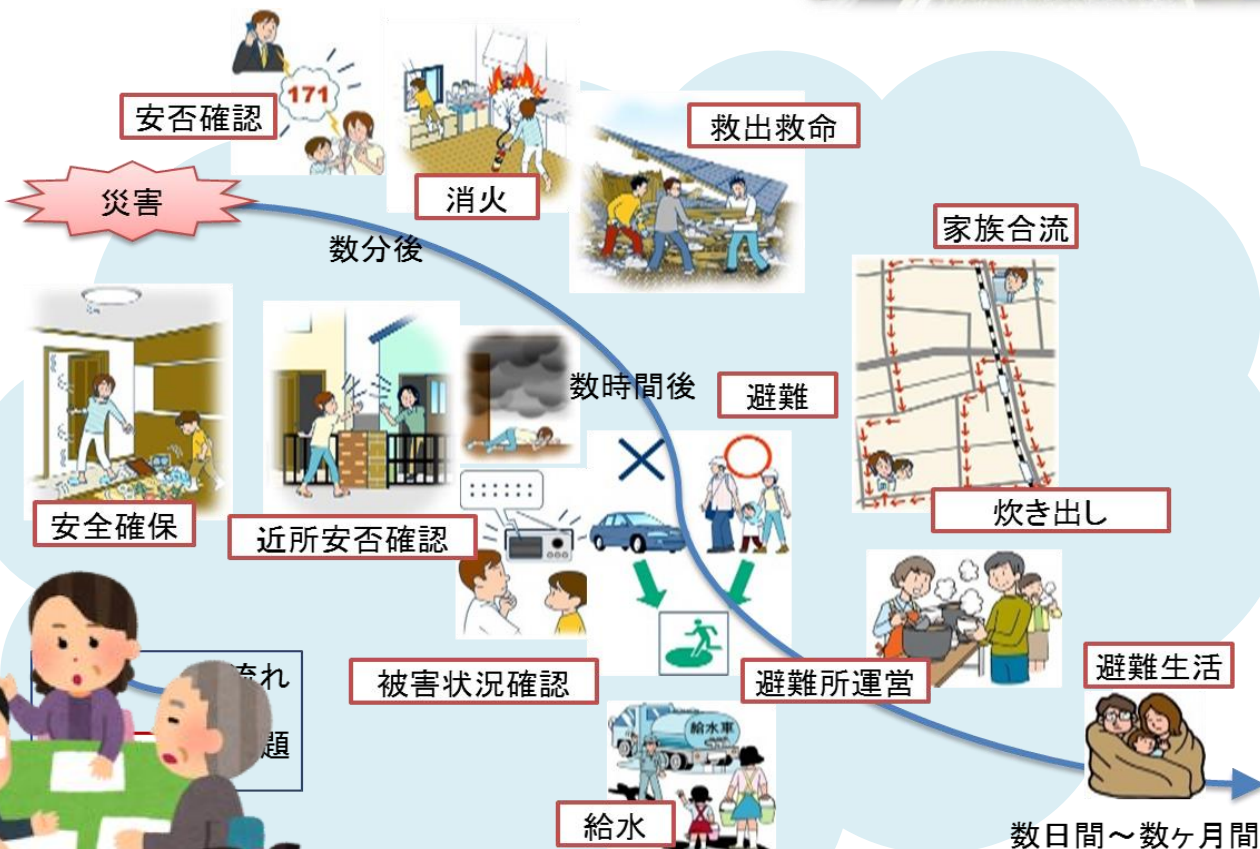 171
安否確認
消火
救出救命
災害
数分後
家族合流
数時間後
避難
安全確保
近所安否確認
炊き出し
流れ
題
被害状況確認
避難所運営
避難生活
給水車
給水
数日間～数ヶ月間